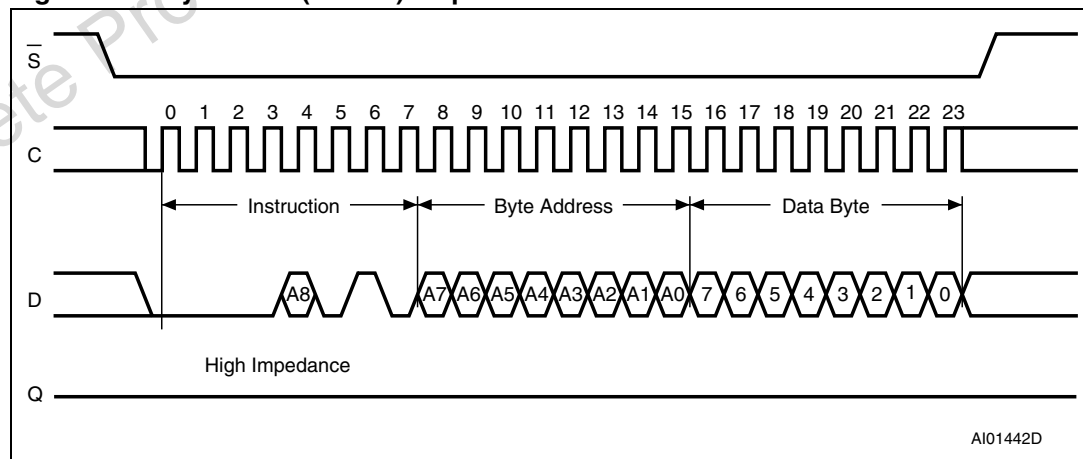 S
0 1 2 3 4 5 6 7 8 9 10 11 12 13 14 15 16 17 18 19 20 21 22 23
C
Instruction Byte Address Data Byte
D A8 A7 A6 A5 A4 A3 A2 A1 A0 7 6 5 4 3 2 1 0
High Impedance
Q
AI01442D